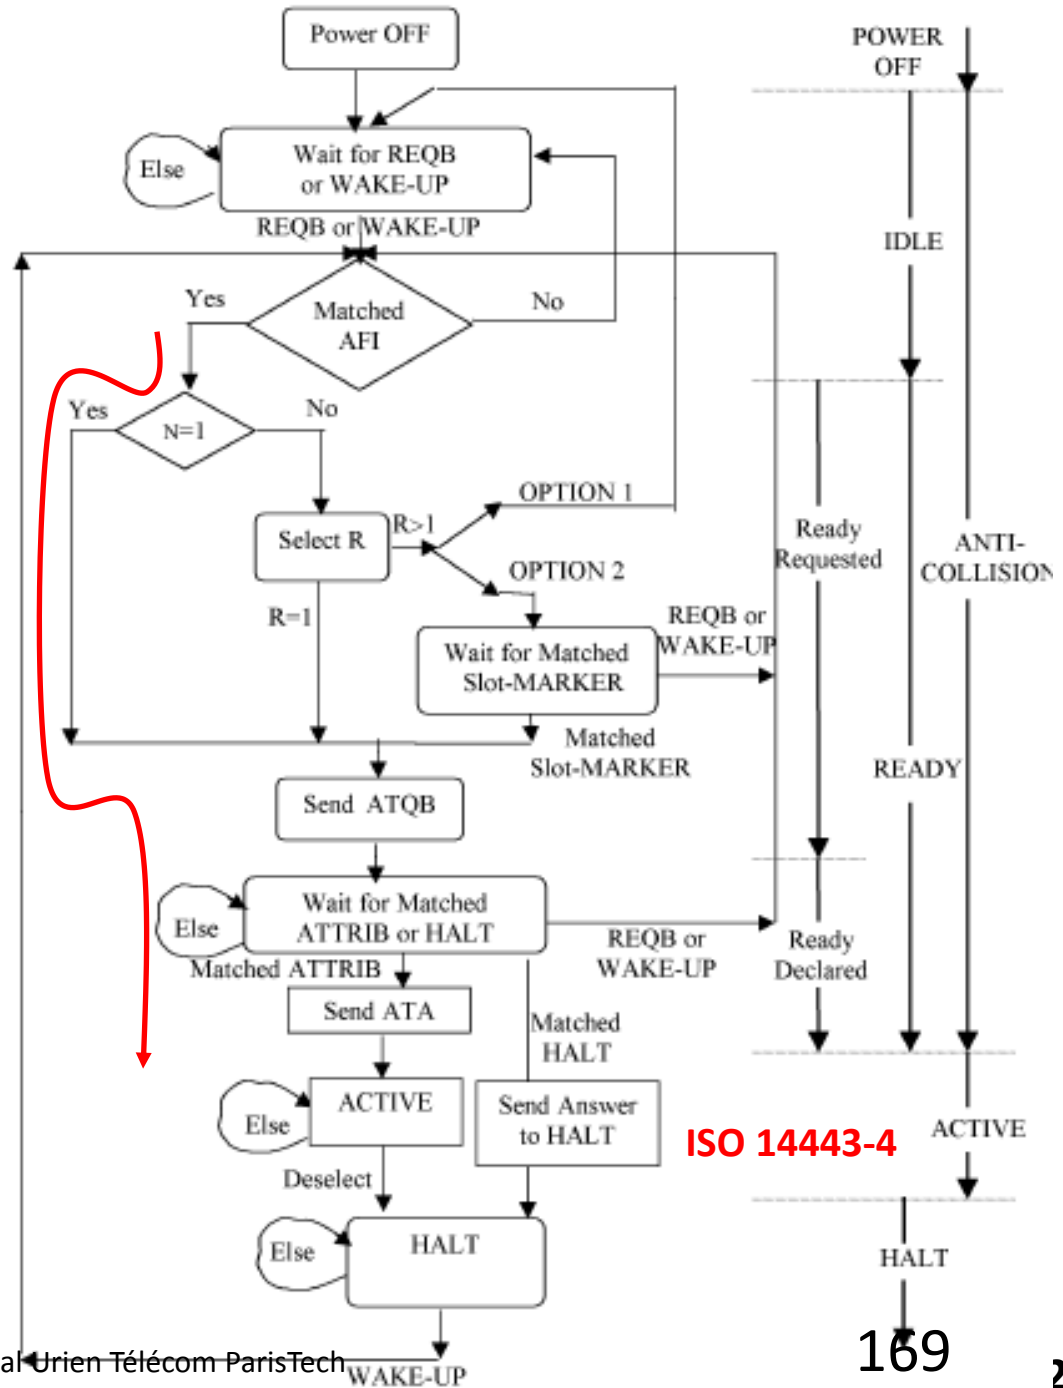 Power OFF
POWER
OFF
Wait for REQB
or WAKE-UP
Else
REQB or WAKE-UP
IDLE
Yes
Matched
AFI
No
Yes
N=1
No
OPTION 1
Select R
R>1
OPTION 2
Ready
Requested
ANTI-
COLLISION
R=1
REQB or
WAKE-UP
Wait for Matched
Slot-MARKER
Matched
Slot-MARKER
READY
Send ATQB
Wait for Matched
ATTRIB or HALT
Else
REQB or
WAKE-UP
Ready
Declared
Matched ATTRIB
Send ATA
Matched
HALT
ACTIVE
Else
Send Answer
to HALT
ISO 14443-4
ACTIVE
Deselect
HALT
Else
HALT
al Urien Télécom ParisTech
WAKE-UP
169